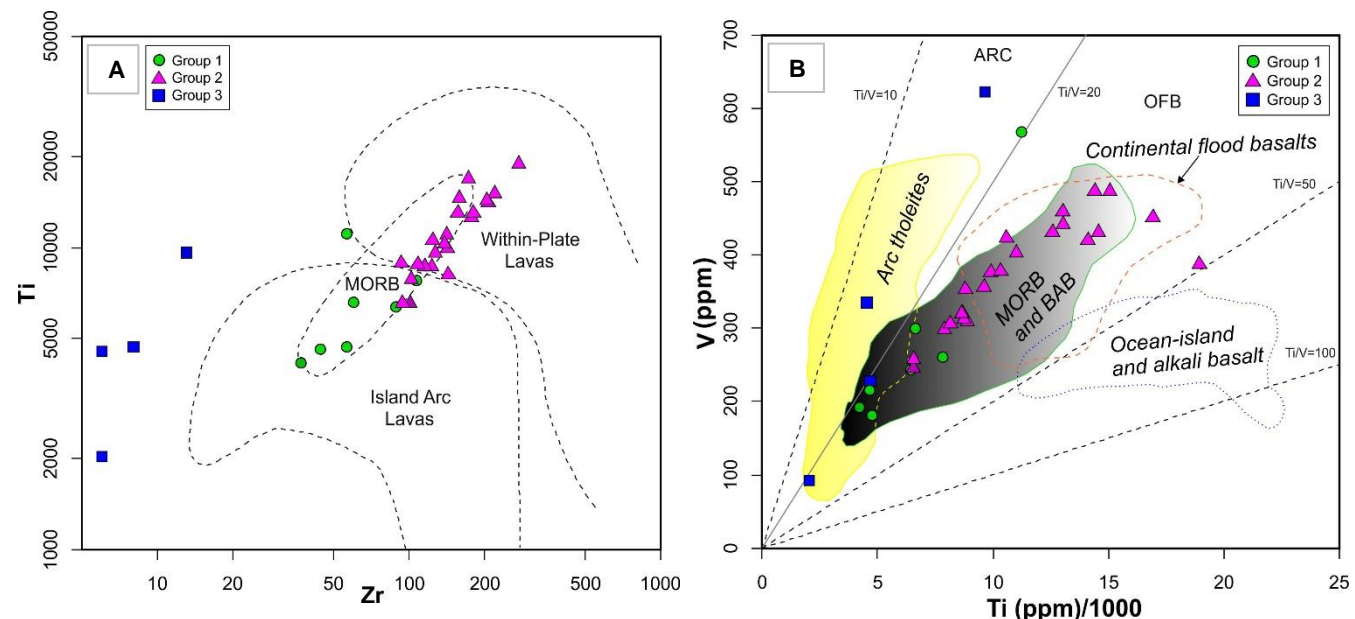 A
Group 1
Group 2
Group 3
50000
20000
10000
5000
2000
1000
Ti
Within-Plate
Lavas
MORB
Island Arc
Lavas
10
20
50
100
200
500
1000
Zr
B
ARC
Group 1
Group 2
Group 3
Ti/V=10
Ti/V=20
OFB
Continental flood basalts
Ti/V=50
Arc tholeites
MORB
and BAB
Ocean-island
and alkali basalt
Ti/V=100
700
600
500
400
300
200
100
0
V (ppm)
0
5
10
15
20
25
Ti (ppm)/1000